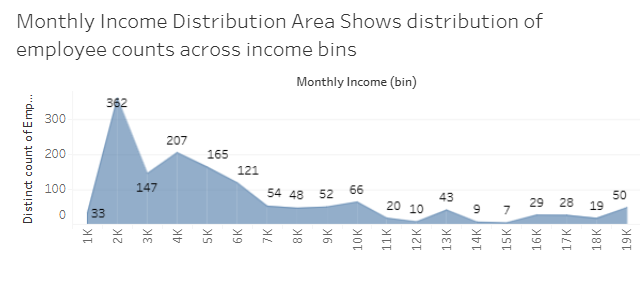 Monthly Income Distribution Area Shows distribution of
employee counts across income bins
Monthly Income (bin)
Distinct count of Emp...
300
200
100
0
362
33
147
207
165
121
54
48
52
66
20
10
43
9
7
29
28
19
50
1K
2K
3K
4K
5K
6K
7K
8K
9K
10K
11K
12K
13K
14K
15K
16K
17K
18K
19K